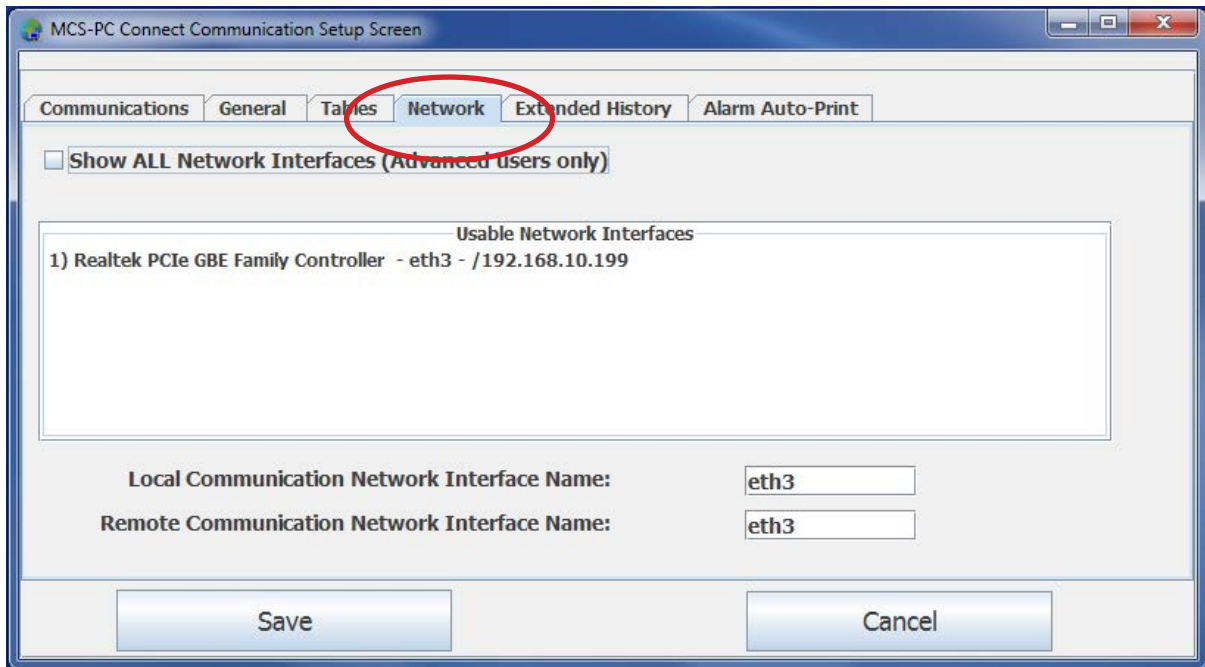 MCS-PC Connect Communication Setup Screen
Communications General Tables Network Extended History Alarm Auto-Print
Show ALL Network Interfaces (Advanced users only)
Usable Network Interfaces
1) Realtek PCIe GBE Family Controller - eth3 - /192.168.10.199
Local Communication Network Interface Name: eth3
Remote Communication Network Interface Name: eth3
Save Cancel